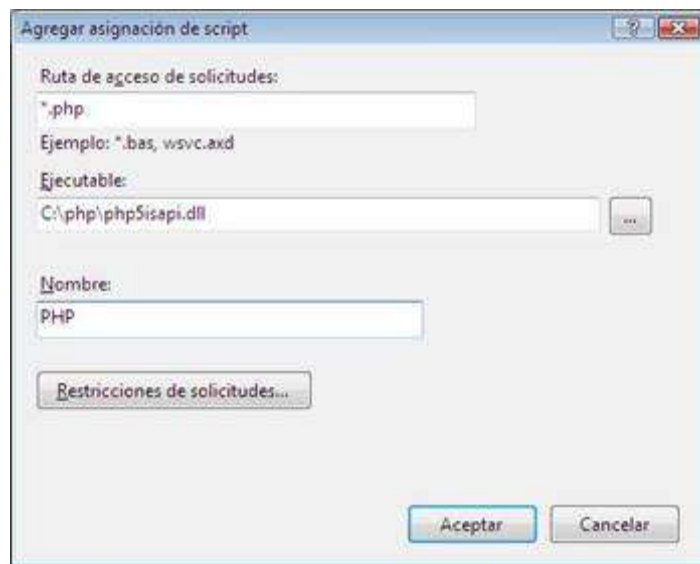 Agregar asignación de script
Ruta de acceso de solicitudes:
*.php
Ejemplo: *.bas, wsvc.axd
Ejecutable:
C:\php\php5isapi.dll
...
Nombre:
PHP
Restricciones de solicitudes...
Aceptar Cancelar